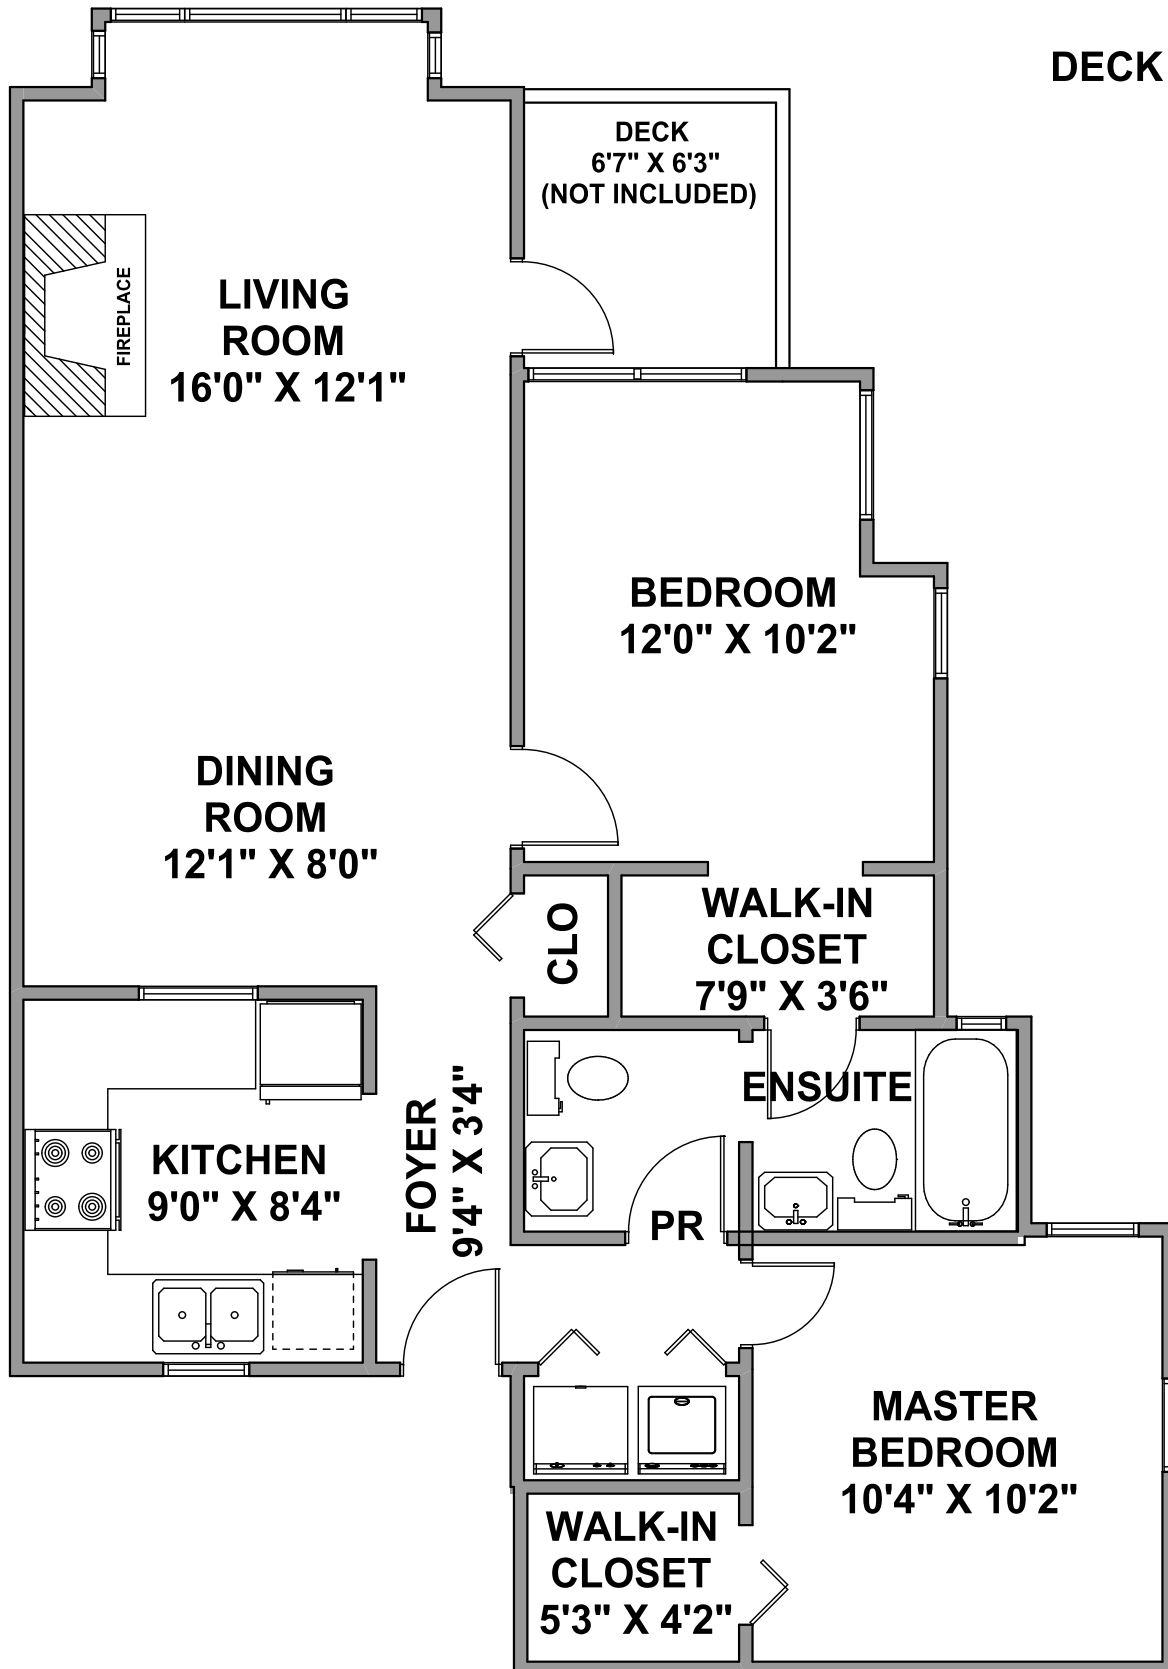 DECK
DECK
6'7" X 6'3"
(NOT INCLUDED)
FIREPLACE
LIVING
ROOM
16'0" X 12'1"
BEDROOM
12'0" X 10'2"
DINING
ROOM
12'1" X 8'0"
CLO
WALK-IN
CLOSET
7'9" X 3'6"
KITCHEN
9'0" X 8'4"
FOYER
9'4" X 3'4"
ENSUITE
PR
MASTER
BEDROOM
10'4" X 10'2"
WALK-IN
CLOSET
5'3" X 4'2"